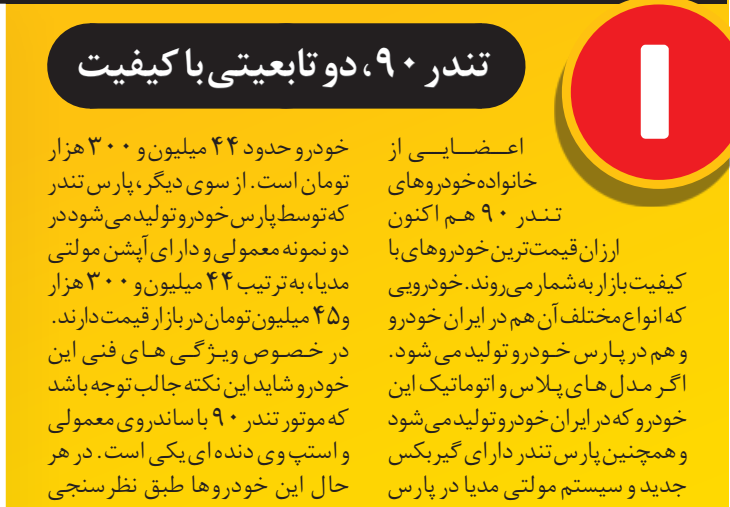 ۱
تندر ۹۰، دو تابعیتی با کیفیت
اعضایی از
خانواده خودروهای
تندر ۹۰ هم اکنون
ارزان قیمت‌ترین خودروهای با
کیفیت بازار به شمار می‌روند. خودرویی
که انواع مختلف آن هم در ایران خودرو
و هم در پارس خودرو تولید می شود.
اگر مدل های پلاس و اتوماتیک این
خودرو که در ایران خودرو تولید می شود
و همچنین پارس تندر دارای گیربکس
جدید و سیستم مولتی مدیا در پارس
خودرو حدود ۴۴ میلیون و ۳۰۰ هزار
تومان است. از سوی دیگر، پارس تندر
که توسط پارس خودرو تولید می شود در
دو نمونه معمولی و دارای آپشن مولتی
مدیا، به ترتیب ۴۴ میلیون و ۳۰۰ هزار
و ۴۵ میلیون تومان در بازار قیمت دارند.
در خصوص ویژگی های فنی این
خودرو شاید این نکته جالب توجه باشد
که موتور تندر ۹۰ با ساندروی معمولی
و استپ وی دنده ای یکی است. در هر
حال این خودروها طبق نظرسنجی